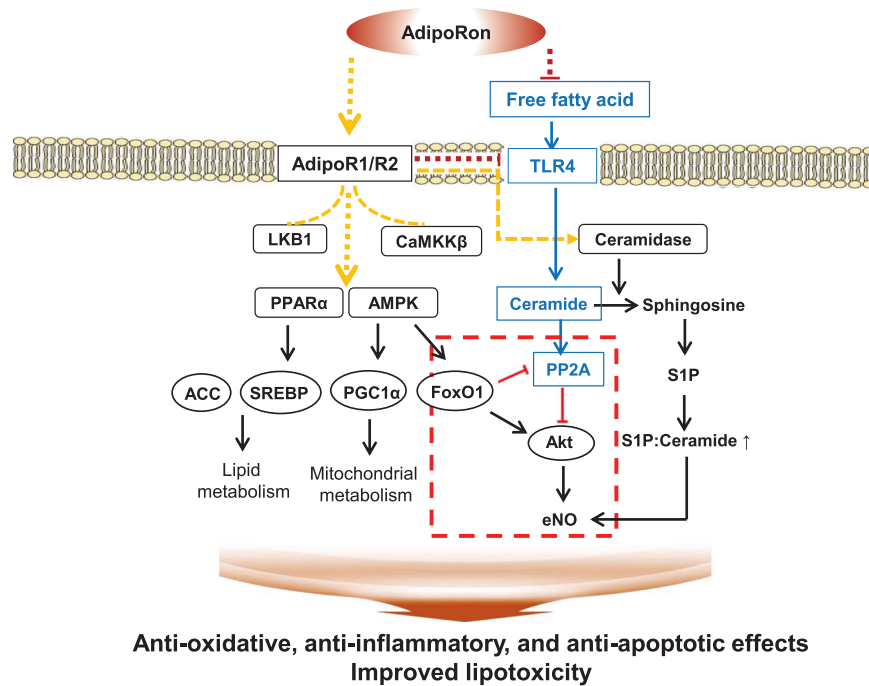 AdipoRon
Free fatty acid
AdipoR1/R2
TLR4
LKB1
CaMKKβ
Ceramidase
PPARα
AMPK
Ceramide
Sphingosine
PP2A
S1P
ACC
SREBP
PGC1α
FoxO1
Akt
S1P:Ceramide ↑
Lipid
metabolism
Mitochondrial
metabolism
eNO
Anti-oxidative, anti-inflammatory, and anti-apoptotic effects
Improved lipotoxicity